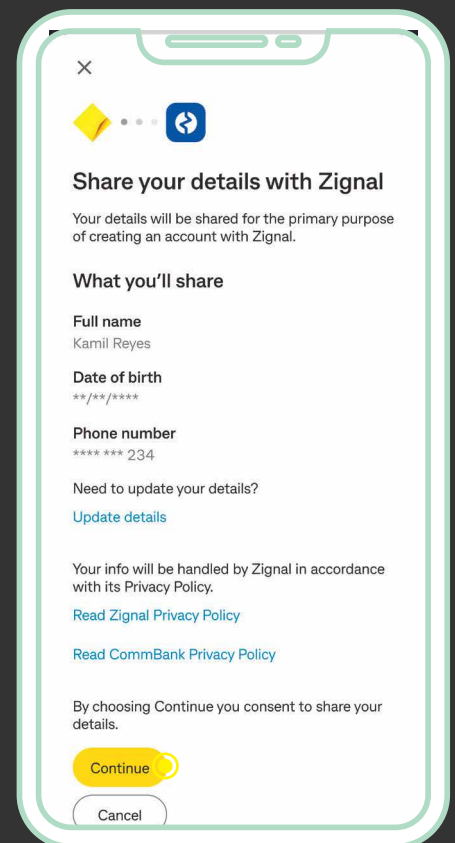 Share your details with Zignal
Your details will be shared for the primary purpose
of creating an account with Zignal.
What you'll share
Full name
Kamil Reyes
Date of birth
**/**/****
Phone number
**** *** 234
Need to update your details?
Update details
Your info will be handled by Zignal in accordance
with its Privacy Policy.
Read Zignal Privacy Policy
Read CommBank Privacy Policy
By choosing Continue you consent to share your
details.
Continue
Cancel